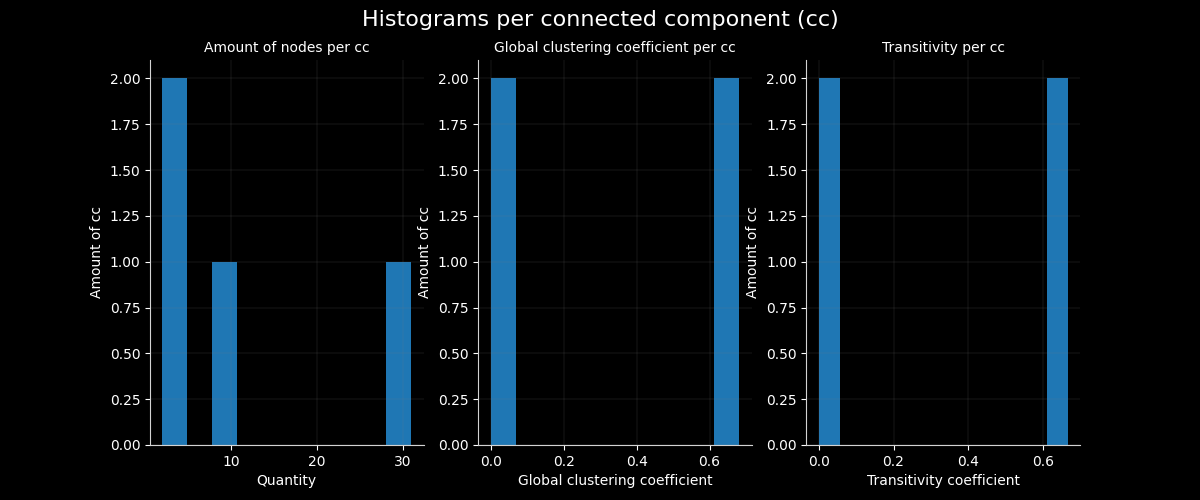 Histograms per connected component (cc)
Amount of nodes per cc
Amount of cc
2.00
1.75
1.50
1.25
1.00
0.75
0.50
0.25
0.00
10 20 30
Quantity
Global clustering coefficient per cc
Amount of cc
2.00
1.75
1.50
1.25
1.00
0.75
0.50
0.25
0.00
0.0 0.2 0.4 0.6
Global clustering coefficient
Transitivity per cc
Amount of cc
2.00
1.75
1.50
1.25
1.00
0.75
0.50
0.25
0.00
0.0 0.2 0.4 0.6
Transitivity coefficient